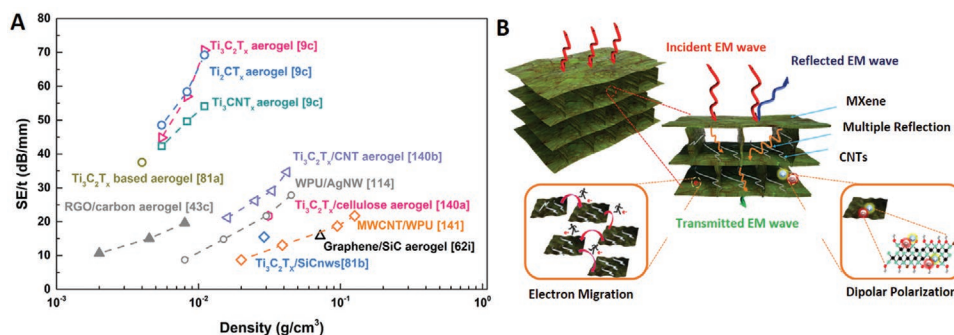 A
SE/t (dB/mm)
80
70
60
50
40
30
20
10
0
Ti₃C₂Tₓ aerogel [9c]
Ti₂CTₓ aerogel [9c]
Ti₃CNTₓ aerogel [9c]
Ti₃C₂Tₓ/CNT aerogel [140b]
Ti₃C₂Tₓ based aerogel [81a]
WPU/AgNW [114]
RGO/carbon aerogel [43c]
Ti₃C₂Tₓ/cellulose aerogel [140a]
MWCNT/WPU [141]
Graphene/SiC aerogel [62i]
Ti₃C₂Tₓ/SiCnws[81b]
10⁻³
10⁻²
10⁻¹
10⁰
Density (g/cm³)
B
Incident EM wave
Reflected EM wave
MXene
Multiple Reflection
CNTs
Transmitted EM wave
Electron Migration
Dipolar Polarization